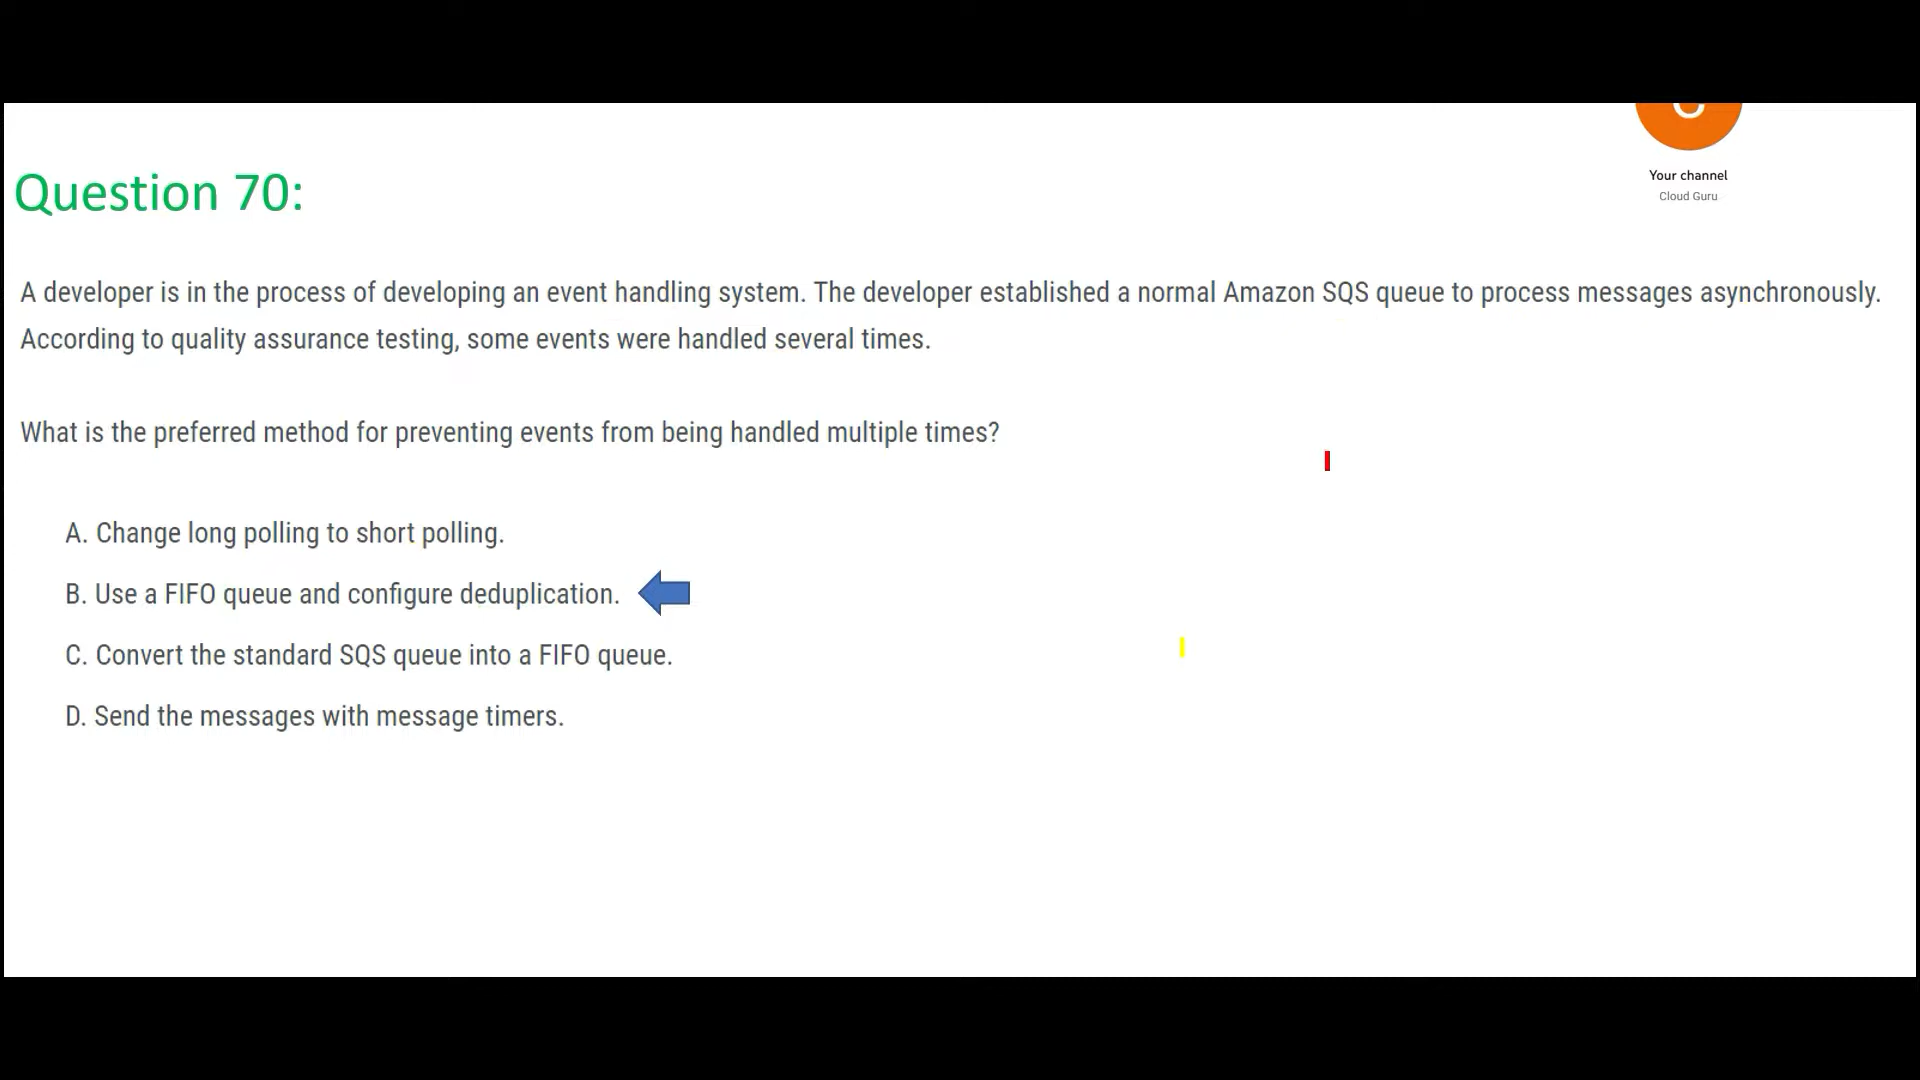 Your channel
Cloud Guru
Question 70:
A developer is in the process of developing an event handling system. The developer established a normal Amazon SQS queue to process messages asynchronously.
According to quality assurance testing, some events were handled several times.
What is the preferred method for preventing events from being handled multiple times?
A. Change long polling to short polling.
B. Use a FIFO queue and configure deduplication.
C. Convert the standard SQS queue into a FIFO queue.
D. Send the messages with message timers.